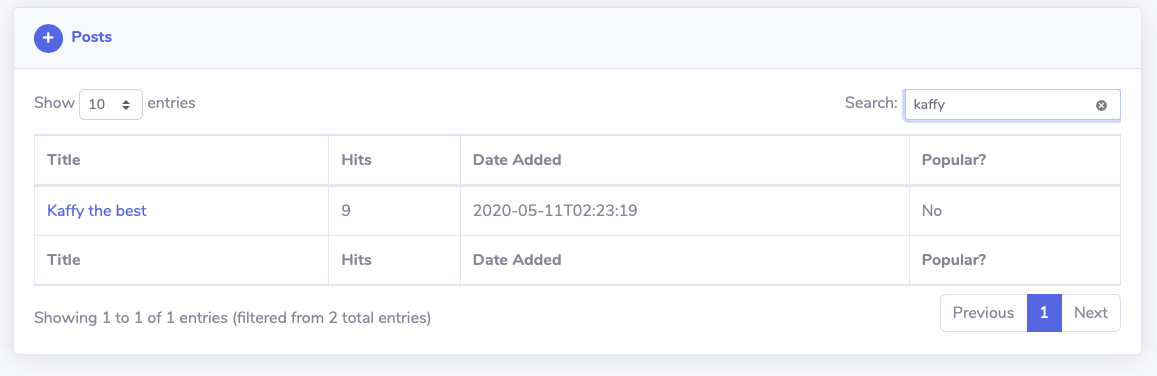 + Posts
Show 10 entries Search: kaffy
Title Hits Date Added Popular?
Kaffy the best 9 2020-05-11T02:23:19 No
Title Hits Date Added Popular?
Showing 1 to 1 of 1 entries (filtered from 2 total entries) Previous 1 Next